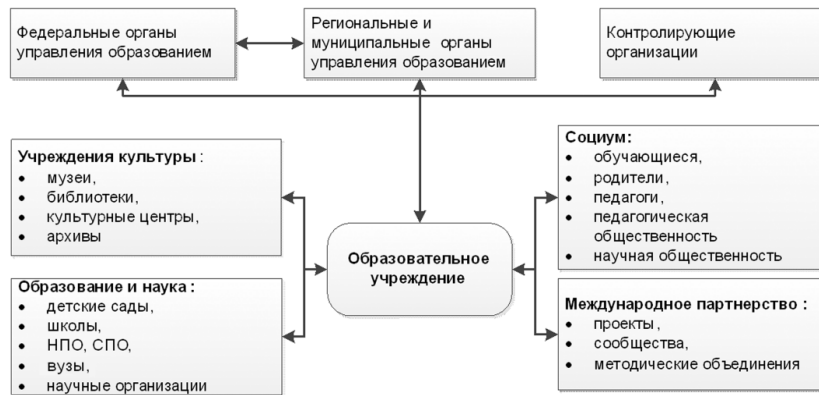 Федеральные органы
управления образованием
Региональные и
муниципальные органы
управления образованием
Контролирующие
организации
Учреждения культуры :
• музеи,
• библиотеки,
• культурные центры,
• архивы
Образование и наука :
• детские сады,
• школы,
• НПО, СПО,
• вузы,
• научные организации
Образовательное
учреждение
Социум:
• обучающиеся,
• родители,
• педагоги,
• педагогическая
общественность
• научная общественность
Международное партнерство :
• проекты ,
• сообщества,
• методические объединения